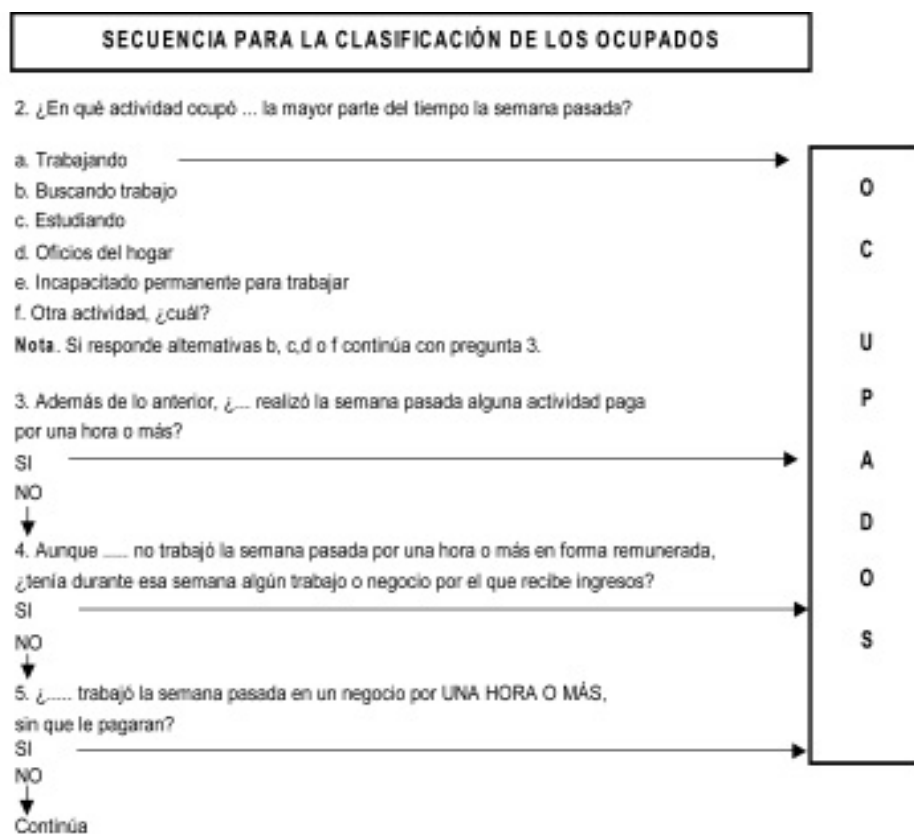 SECUENCIA PARA LA CLASIFICACIÓN DE LOS OCUPADOS
2. ¿En qué actividad ocupó ... la mayor parte del tiempo la semana pasada?
a. Trabajando
b. Buscando trabajo
c. Estudiando
d. Oficios del hogar
e. Incapacitado permanente para trabajar
f. Otra actividad, ¿cuál?
Nota. Si responde alternativas b, c,d o f continúa con pregunta 3.
3. Además de lo anterior, ¿... realizó la semana pasada alguna actividad paga
por una hora o más?
SI
NO
4. Aunque ..... no trabajó la semana pasada por una hora o más en forma remunerada,
¿tenía durante esa semana algún trabajo o negocio por el que recibe ingresos?
SI
NO
5. ¿..... trabajó la semana pasada en un negocio por UNA HORA O MÁS,
sin que le pagaran?
SI
NO
Continúa
O
C
U
P
A
D
O
S